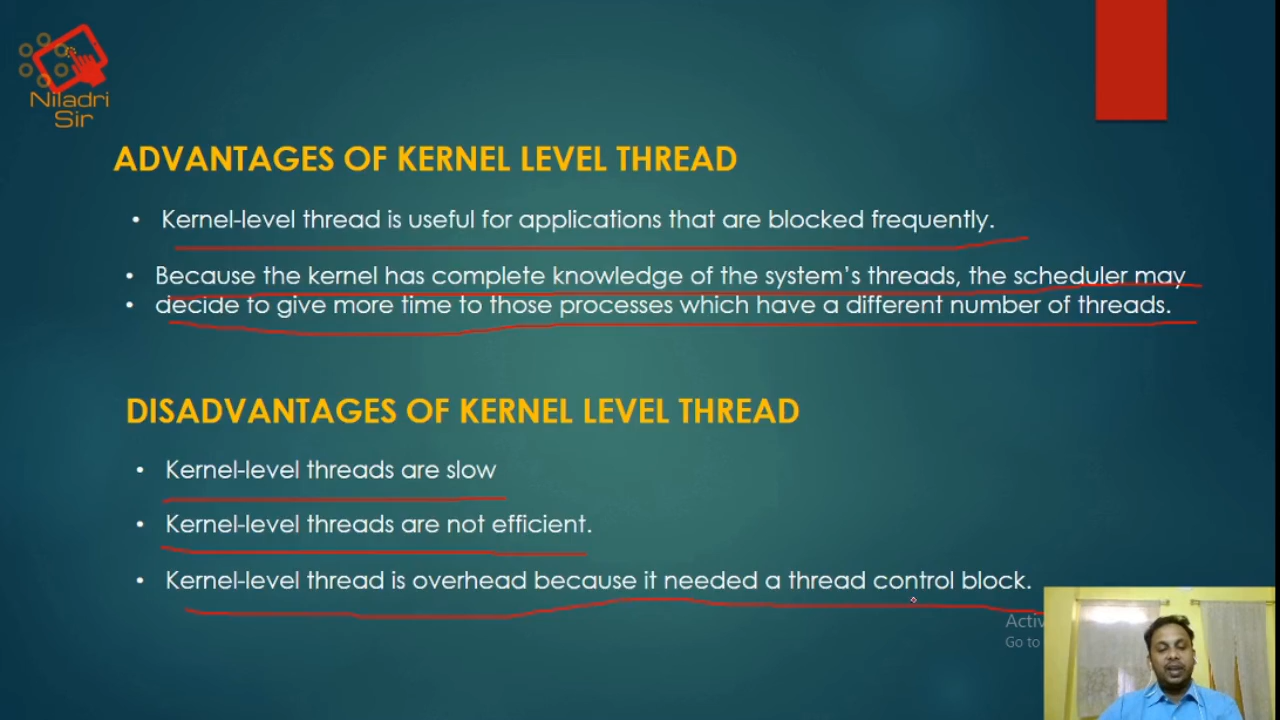 Niladri
Sir
ADVANTAGES OF KERNEL LEVEL THREAD
• Kernel-level thread is useful for applications that are blocked frequently.
• Because the kernel has complete knowledge of the system's threads, the scheduler may
• decide to give more time to those processes which have a different number of threads.
DISADVANTAGES OF KERNEL LEVEL THREAD
• Kernel-level threads are slow
• Kernel-level threads are not efficient.
• Kernel-level thread is overhead because it needed a thread control block.
Activ
Go to